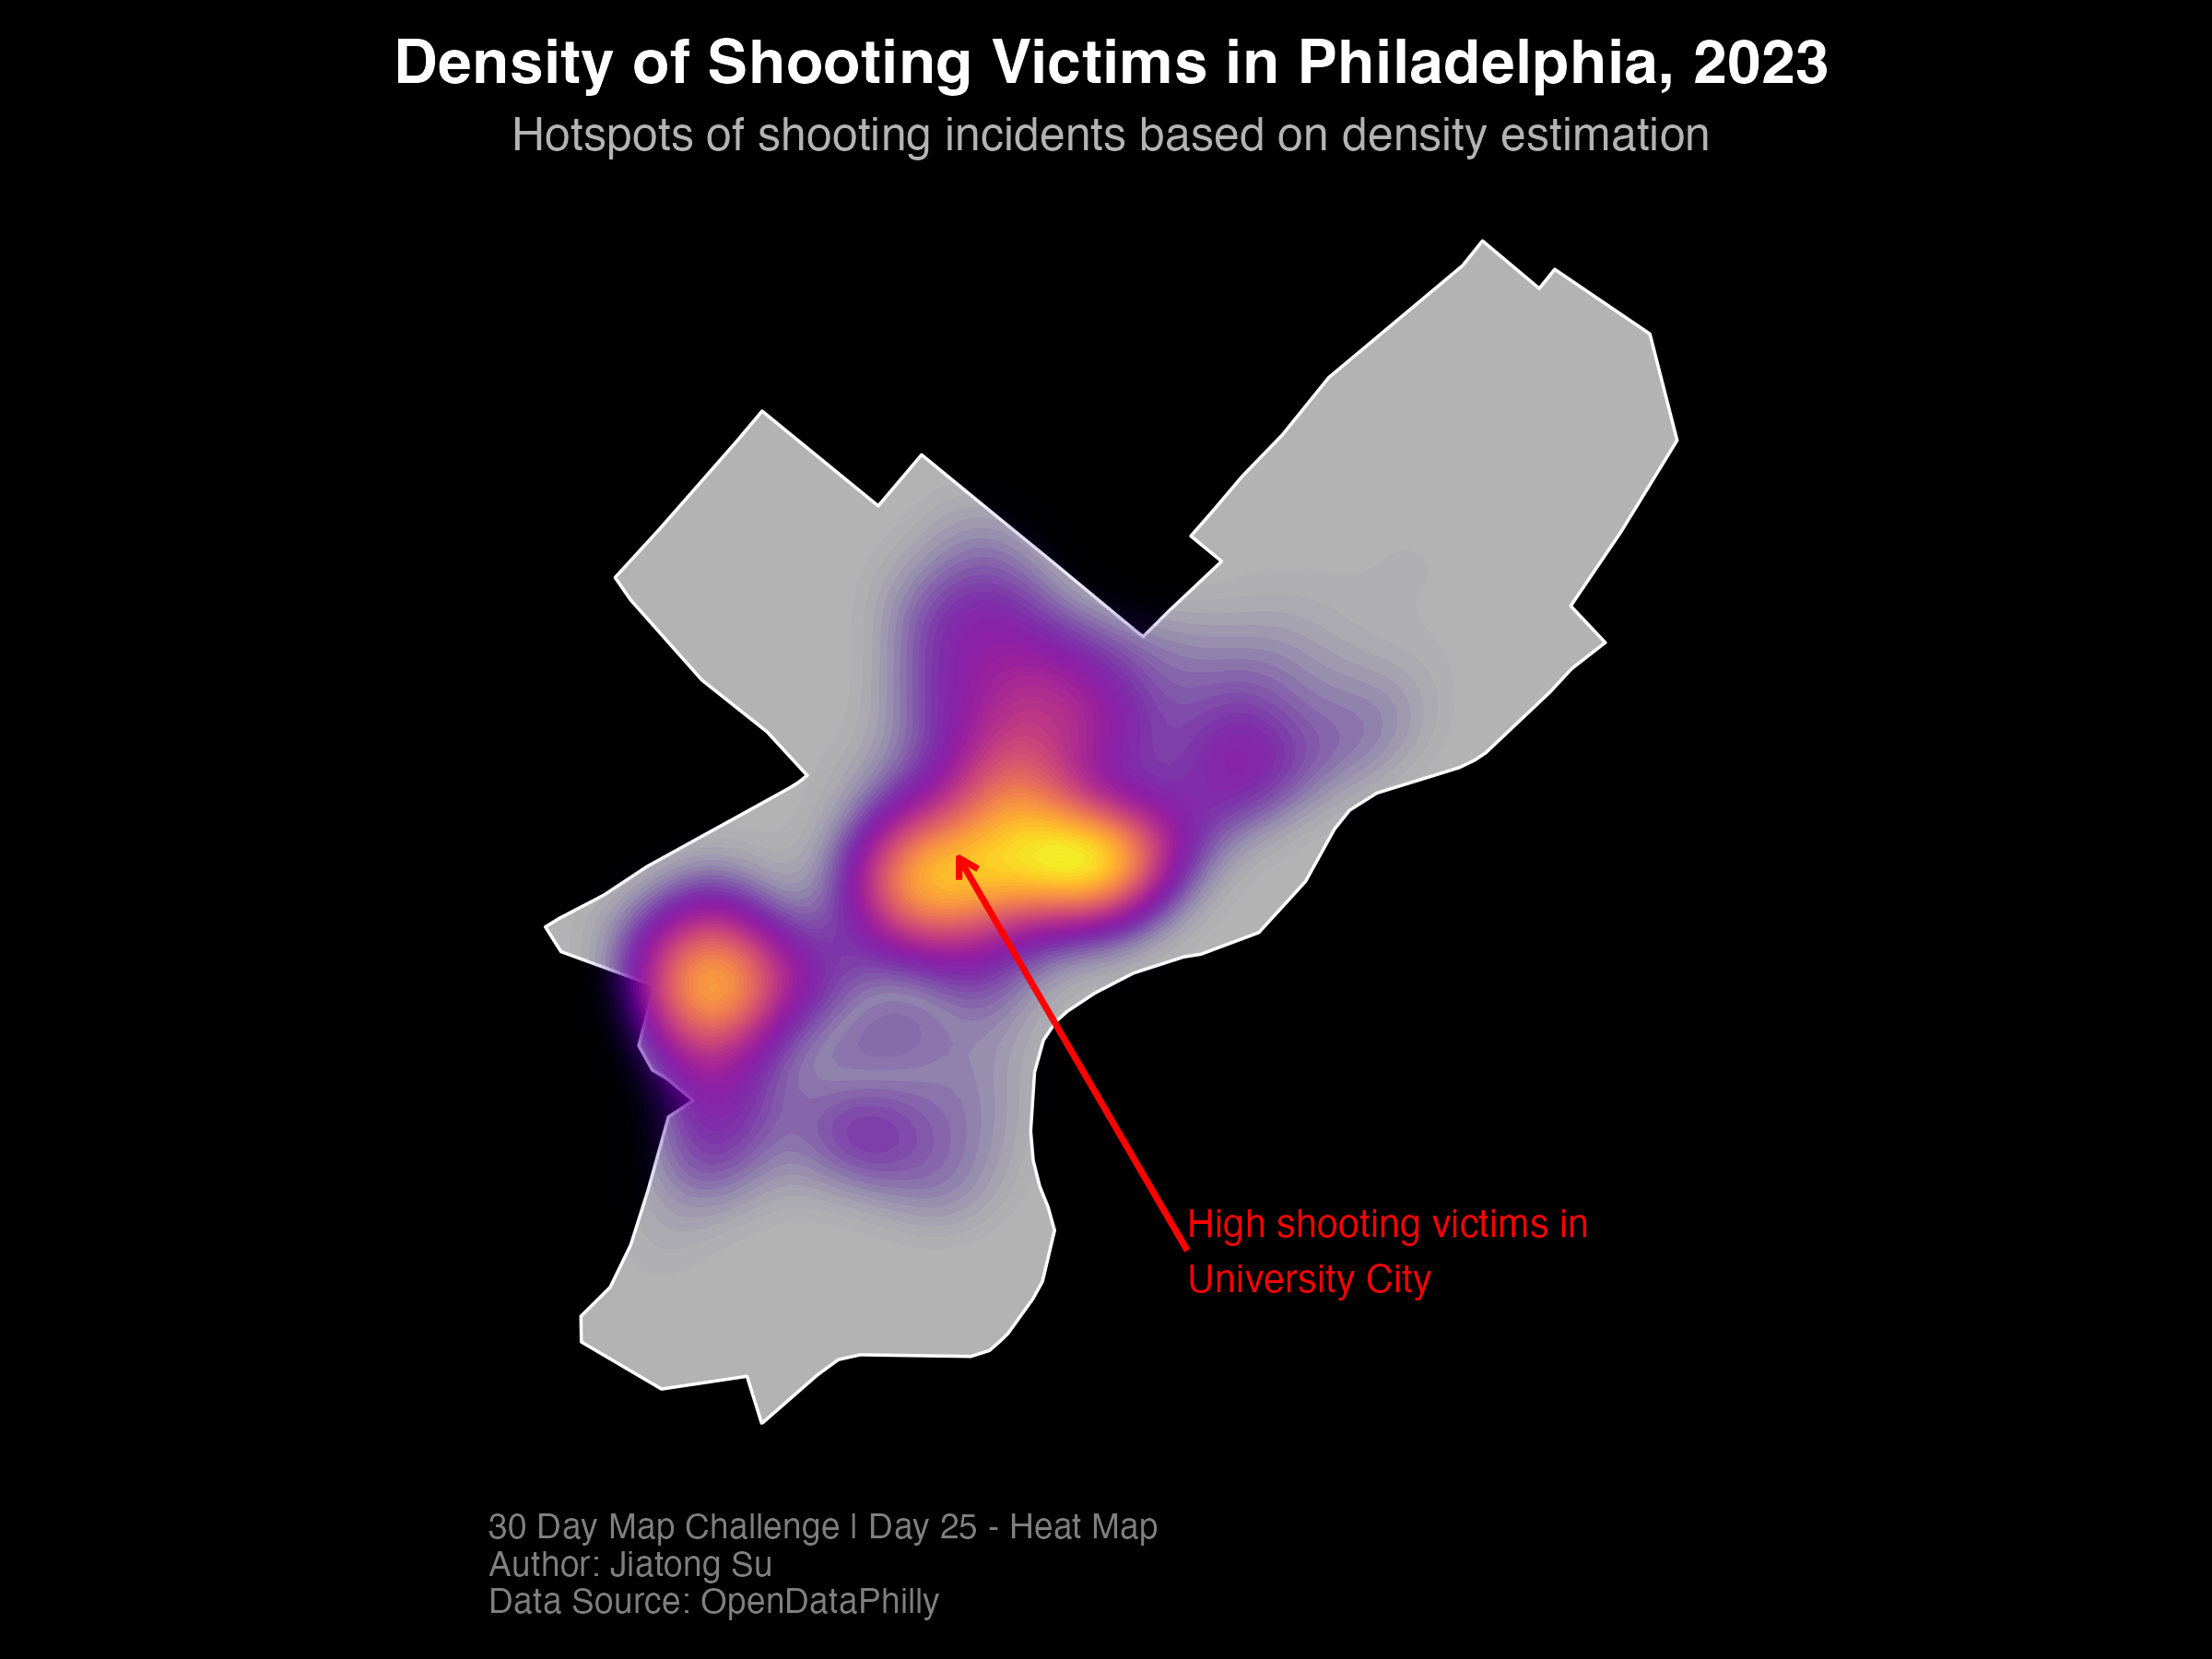 Density of Shooting Victims in Philadelphia, 2023
Hotspots of shooting incidents based on density estimation
High shooting victims in
University City
30 Day Map Challenge | Day 25 - Heat Map
Author: Jiatong Su
Data Source: OpenDataPhilly